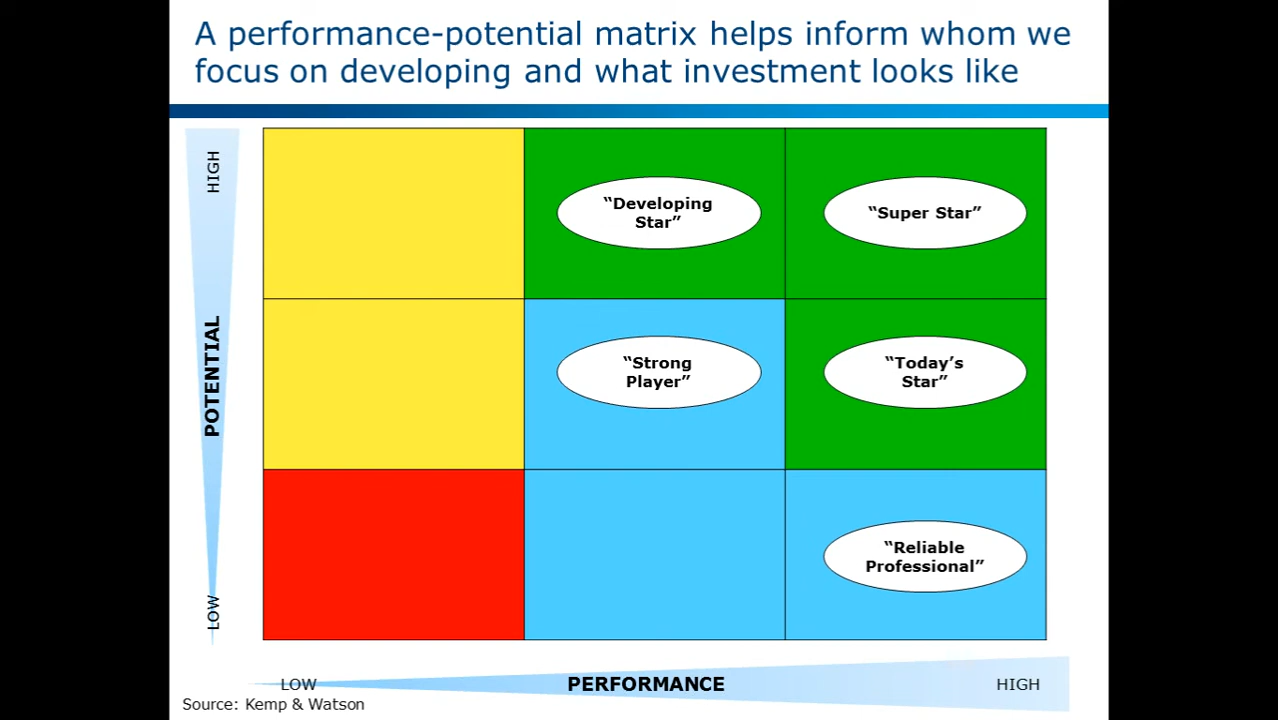 A performance-potential matrix helps inform whom we
focus on developing and what investment looks like
HIGH
POTENTIAL
LOW
“Developing
Star”
“Super Star”
“Strong
Player”
“Today’s
Star”
“Reliable
Professional”
LOW
PERFORMANCE
HIGH
Source: Kemp & Watson